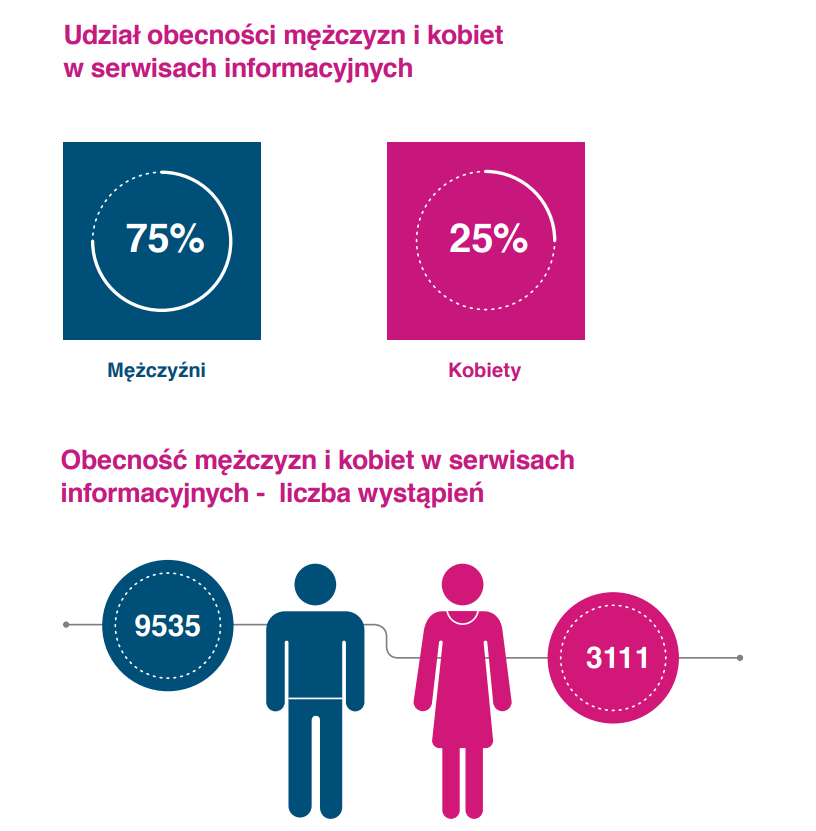 Udział obecności mężczyzn i kobiet
w serwisach informacyjnych
75%
25%
Mężczyźni
Kobiety
Obecność mężczyzn i kobiet w serwisach
informacyjnych -  liczba wystąpień
9535
3111